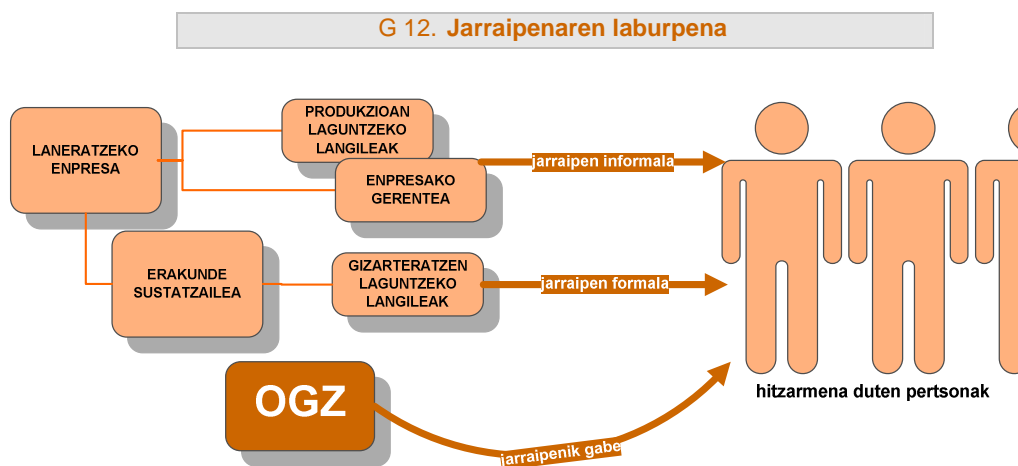 G 12. Jarraipenaren laburpena
LANERATZEKO
ENPRESA
PRODUKZIOAN
LAGUNTZEKO
LANGILEAK
ENPRESAKO
GERENTEA
jarraipen informala
ERAKUNDE
SUSTATZAILEA
GIZARTERATZEN
LAGUNTZEKO
LANGILEAK
jarraipen formala
OGZ
jarraipenik gabe
hitzarmena duten pertsonak